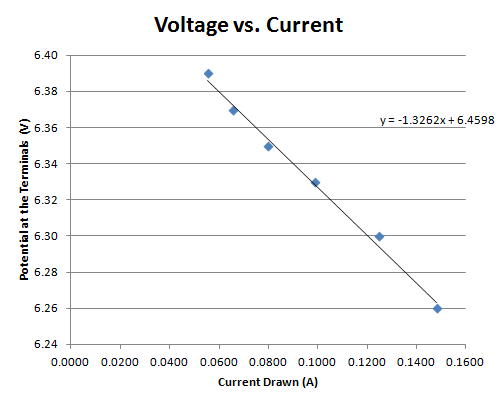 Voltage vs. Current
6.40
6.38
6.36
6.34
6.32
6.30
6.28
6.26
6.24
Potential at the Terminals (V)
y = -1.3262x + 6.4598
0.0000 0.0200 0.0400 0.0600 0.0800 0.1000 0.1200 0.1400 0.1600
Current Drawn (A)